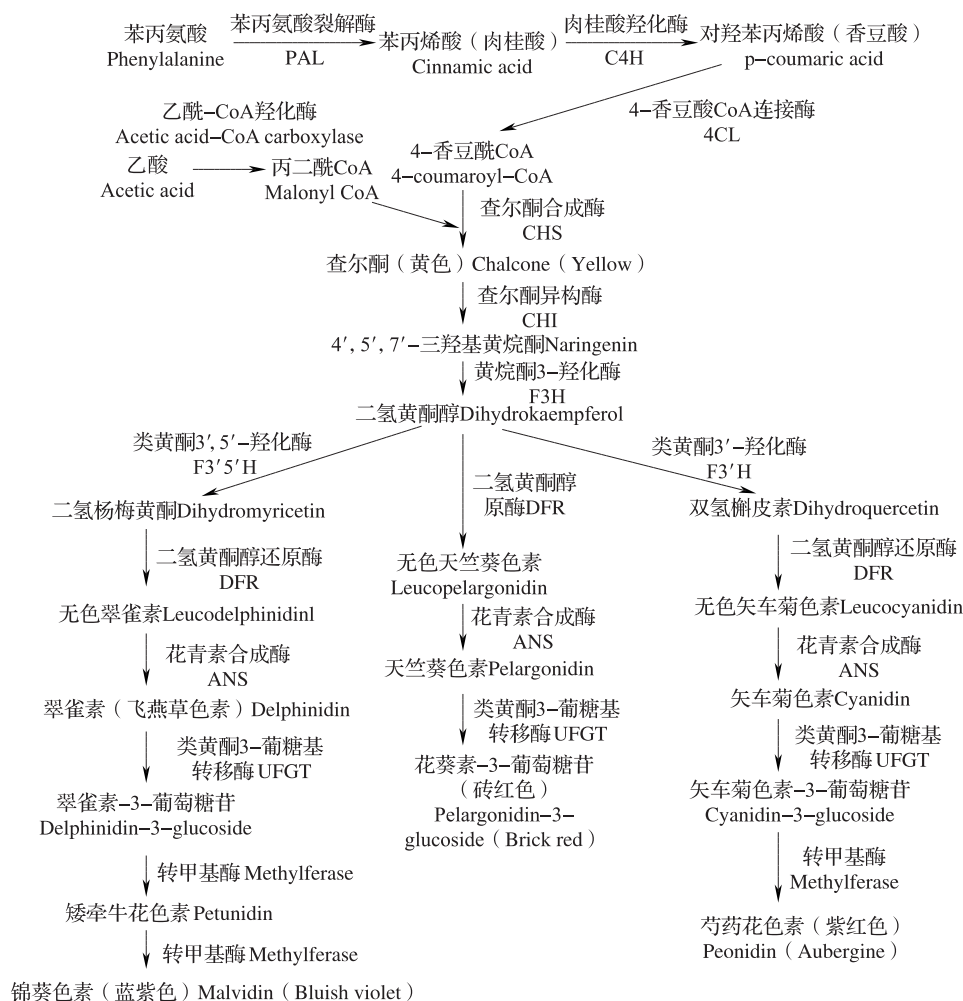 苯丙氨酸
Phenylalanine
苯丙氨酸裂解酶
PAL
苯丙烯酸（肉桂酸）
Cinnamic acid
肉桂酸羟化酶
C4H
对羟苯丙烯酸（香豆酸）
p-coumaric acid
4-香豆酸CoA连接酶
4CL
乙酰-CoA羟化酶
Acetic acid-CoA carboxylase
乙酸
Acetic acid
丙二酰CoA
Malonyl CoA
4-香豆酰CoA
4-coumaroyl-CoA
查尔酮合成酶
CHS
查尔酮（黄色）Chalcone（Yellow）
查尔酮异构酶
CHI
4′, 5′, 7′-三羟基黄烷酮Naringenin
黄烷酮3-羟化酶
F3H
二氢黄酮醇Dihydrokaempferol
类黄酮3′, 5′-羟化酶
F3′5′H
二氢杨梅黄酮Dihydromyricetin
二氢黄酮醇还原酶
DFR
无色翠雀素Leucodelphinidinl
花青素合成酶
ANS
翠雀素（飞燕草色素）Delphinidin
类黄酮3-葡糖基
转移酶UFGT
翠雀素-3-葡萄糖苷
Delphinidin-3-glucoside
转甲基酶 Methylferase
矮牵牛花色素 Petunidin
转甲基酶 Methylferase
锦葵色素（蓝紫色）Malvidin（Bluish violet）
二氢黄酮醇
原酶DFR
无色天竺葵色素
Leucopelargonidin
花青素合成酶
ANS
天竺葵色素Pelargonidin
类黄酮3-葡糖基
转移酶UFGT
花葵素-3-葡萄糖苷
（砖红色）
Pelargonidin-3-
glucoside（Brick red）
类黄酮3′-羟化酶
F3′H
双氢槲皮素Dihydroquercetin
二氢黄酮醇还原酶
DFR
无色矢车菊色素Leucocyanidin
花青素合成酶
ANS
矢车菊色素Cyanidin
类黄酮3-葡糖基
转移酶UFGT
矢车菊色素-3-葡萄糖苷
Cyanidin-3-glucoside
转甲基酶
Methylferase
芍药花色素（紫红色）
Peonidin（Aubergine）